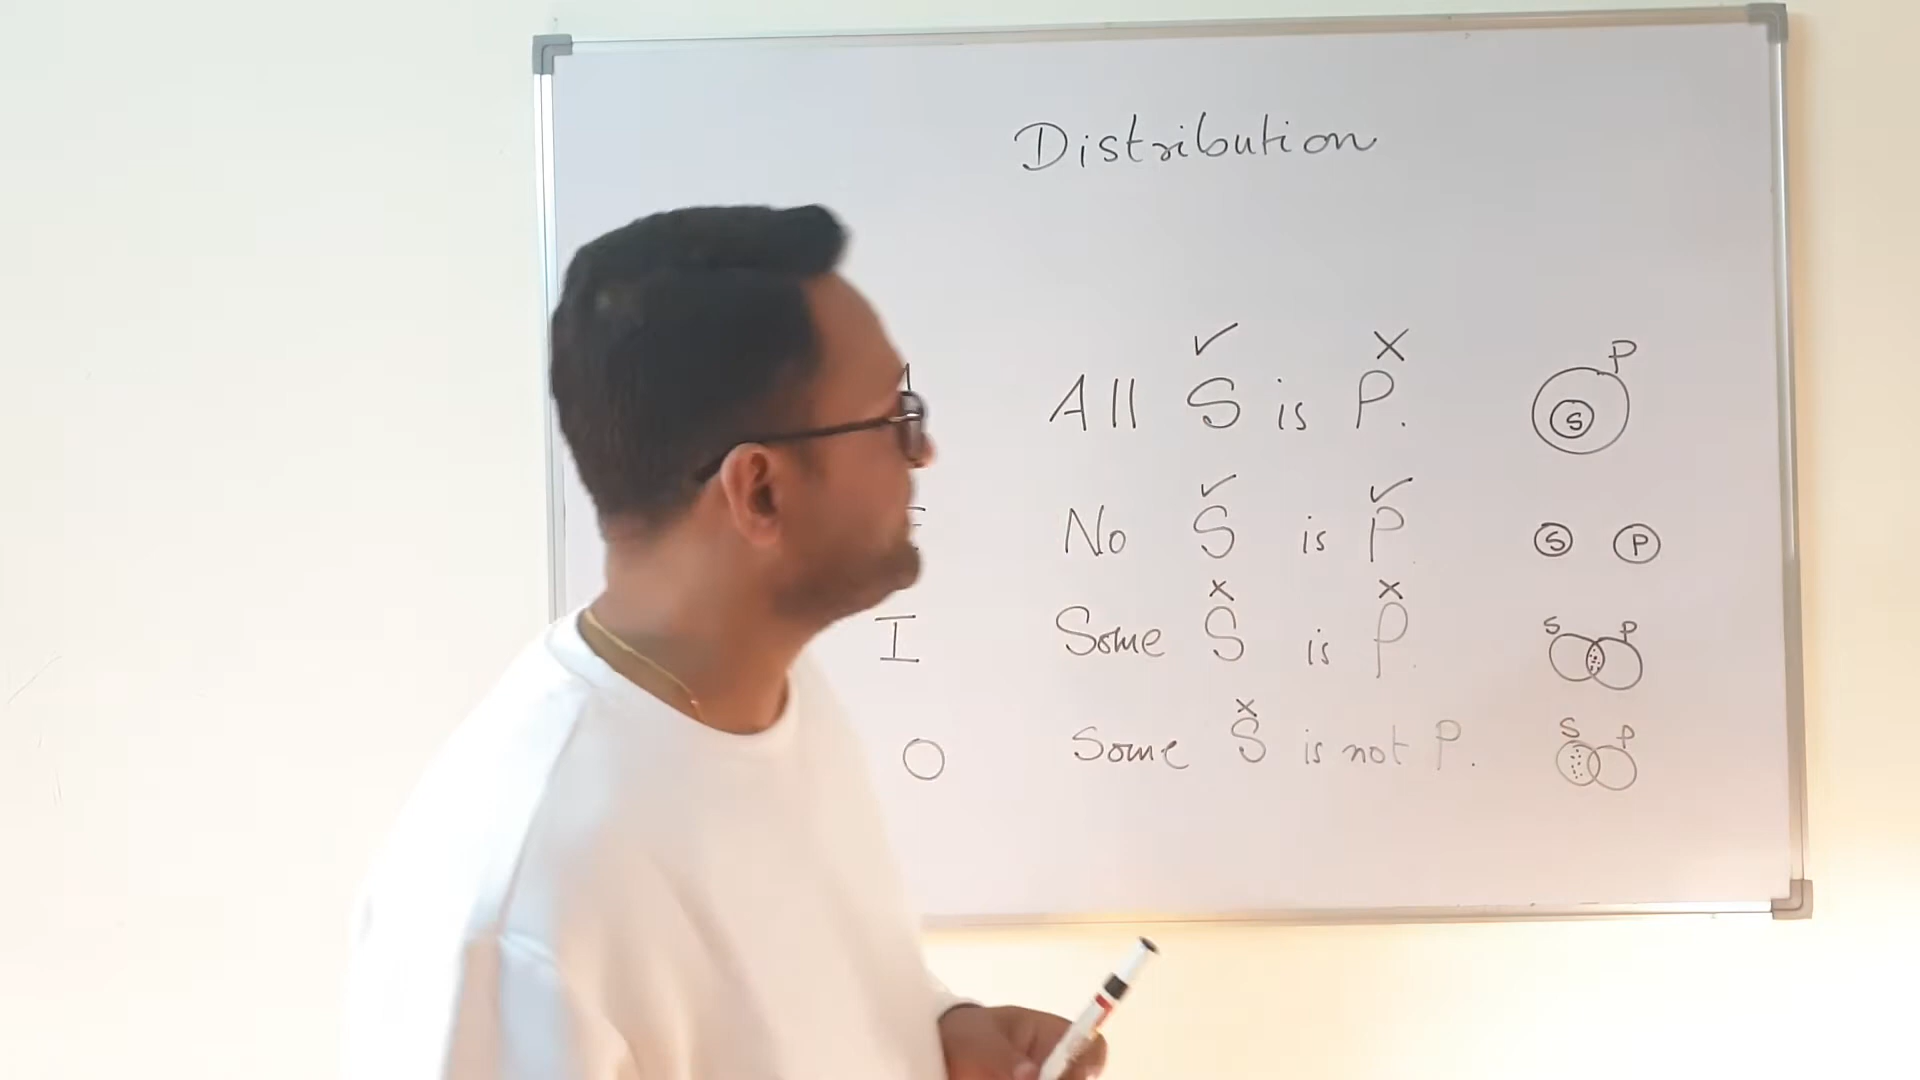 Distribution
✓ ×
All S is P. P S
✓ ✓
No S is P S P
× ×
I Some S is P. S P
×
O Some S is not P. S P